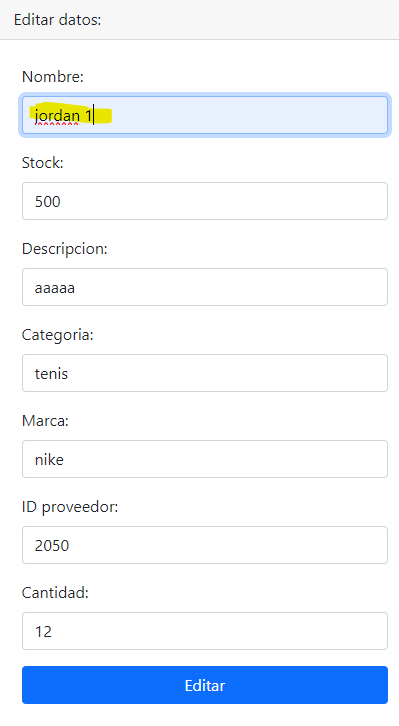 Editar datos:
Nombre:
jordan 1
Stock:
500
Descripcion:
aaaaa
Categoria:
tenis
Marca:
nike
ID proveedor:
2050
Cantidad:
12
Editar